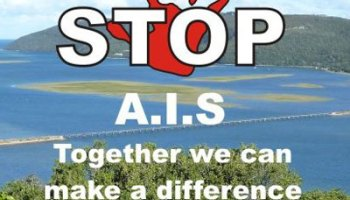 STOP
A.I.S
Together we can
make a difference